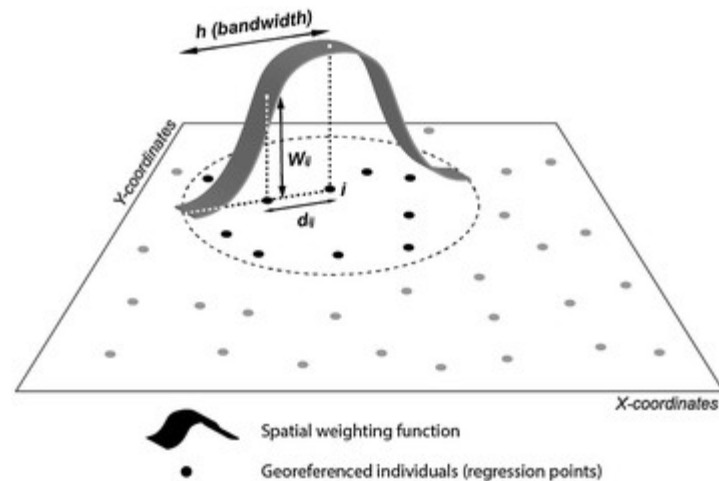 h (bandwidth)
Y-coordinates
Wij
i
dij
X-coordinates
Spatial weighting function
Georeferenced individuals (regression points)